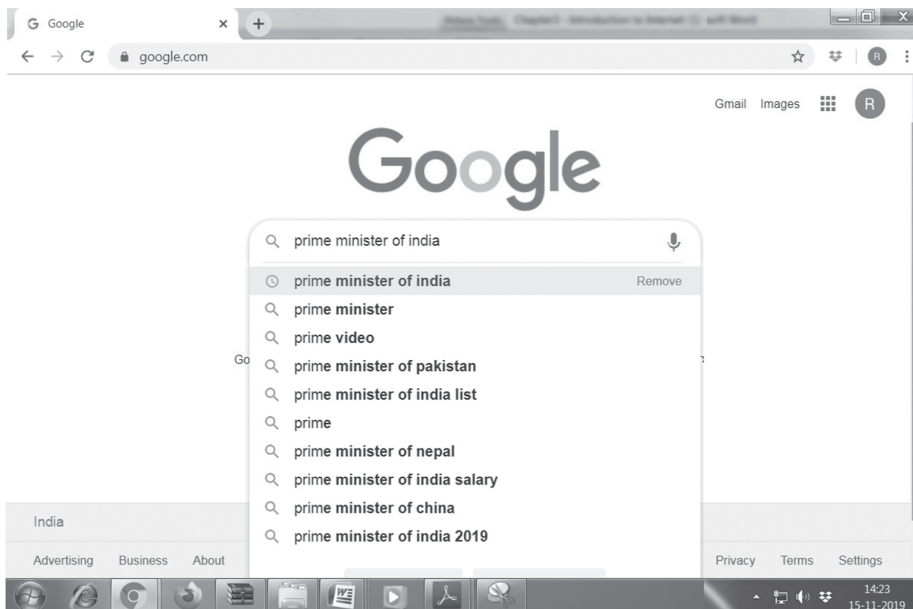 Google
google.com
R
Gmail Images
R
Google
prime minister of india
prime minister of india Remove
prime minister
prime video
prime minister of pakistan
Go
prime minister of india list
prime
prime minister of nepal
prime minister of india salary
prime minister of china
prime minister of india 2019
India
Advertising Business About Privacy Terms Settings
14:23
15-11-2019